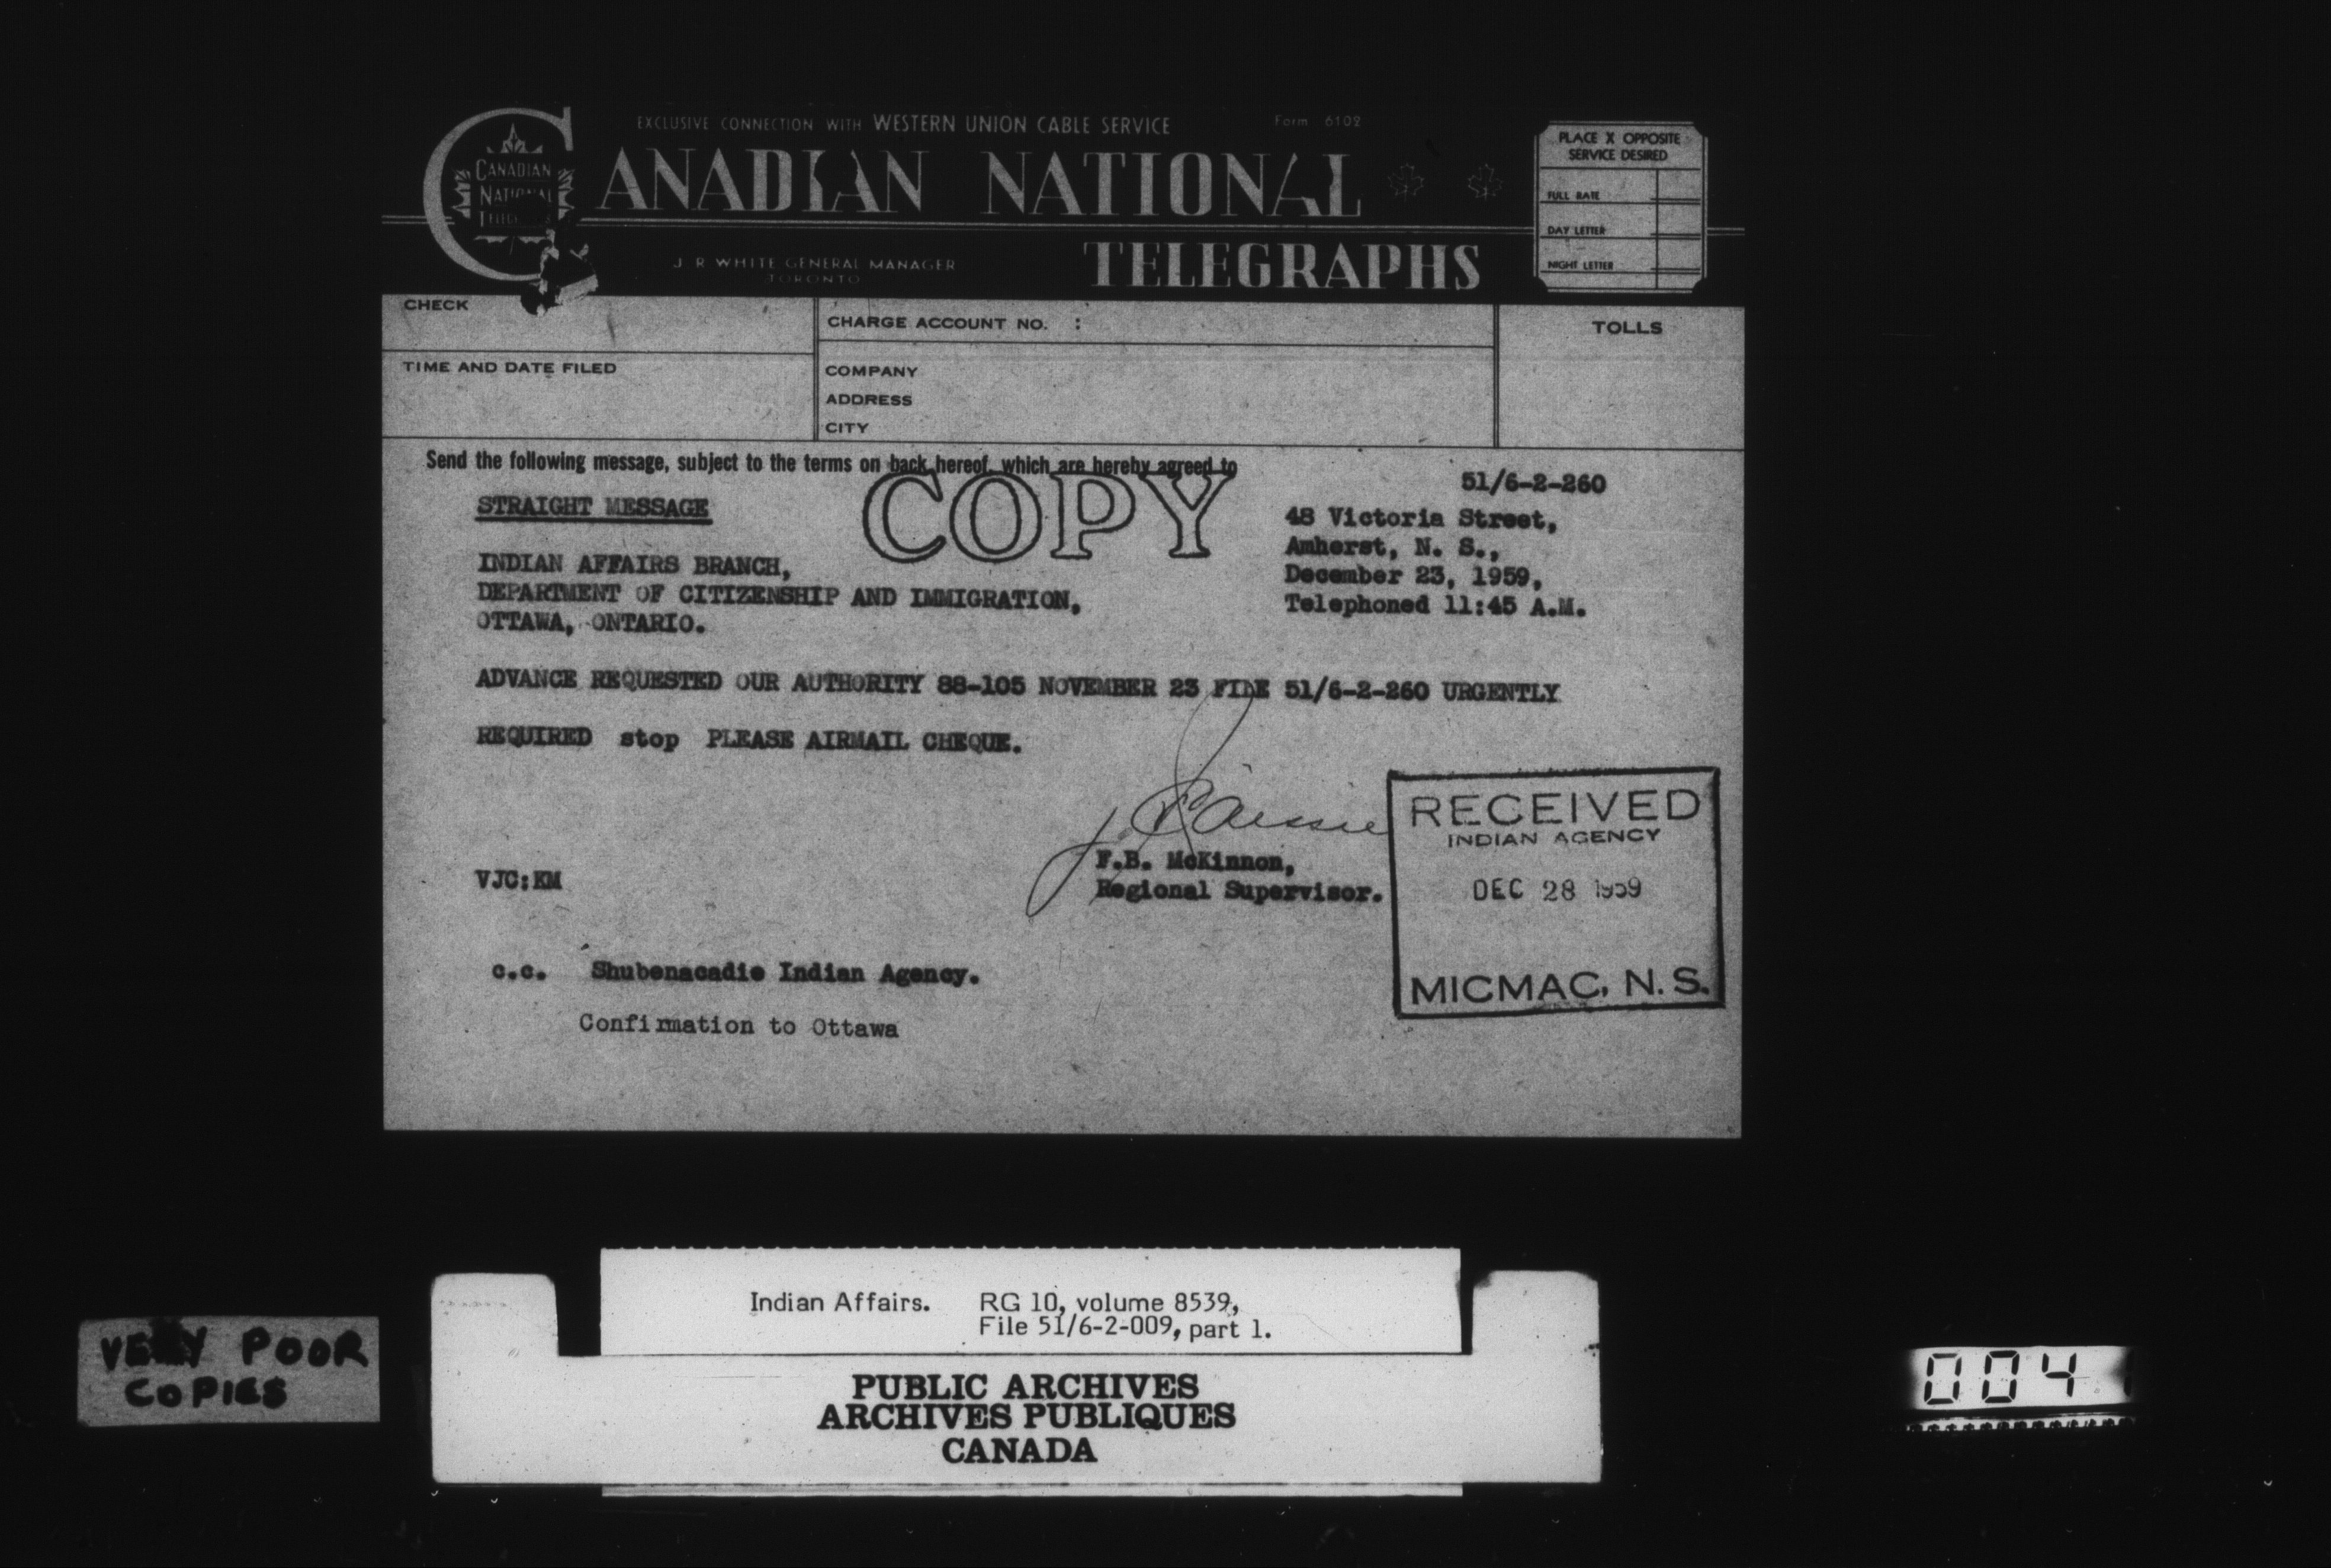 EXCLUSIVE CONNECTION WITH WESTERN UNION CABLE SERVICE
Form 6102
CANADIAN NATIONAL
TELEGRAPHS
CANADIAN
NATIONAL
J. R. WHITE GENERAL MANAGER
TORONTO
PLACE X OPPOSITE
SERVICE DESIRED
FULL RATE
DAY LETTER
NIGHT LETTER
CHECK
CHARGE ACCOUNT NO. :
TOLLS
TIME AND DATE FILED
COMPANY
ADDRESS
CITY
Send the following message, subject to the terms on back hereof, which are hereby agreed to
COPY
51/6-2-260
STRAIGHT MESSAGE
48 Victoria Street,
Amherst, N. S.,
December 23, 1959,
Telephoned 11:45 A.M.
INDIAN AFFAIRS BRANCH,
DEPARTMENT OF CITIZENSHIP AND IMMIGRATION,
OTTAWA, ONTARIO.
ADVANCE REQUESTED OUR AUTHORITY 88-105 NOVEMBER 23 FILE 51/6-2-260 URGENTLY
REQUIRED stop PLEASE AIRMAIL CHEQUE.
F.B. McKinnon,
Regional Supervisor.
VJC:KM
RECEIVED
INDIAN AGENCY
DEC 28 1959
MICMAC, N. S.
c.c. Shubenacadie Indian Agency.
Confirmation to Ottawa
Indian Affairs. RG 10, volume 8539,
File 51/6-2-009, part 1.
PUBLIC ARCHIVES
ARCHIVES PUBLIQUES
CANADA
VERY POOR
COPIES
004